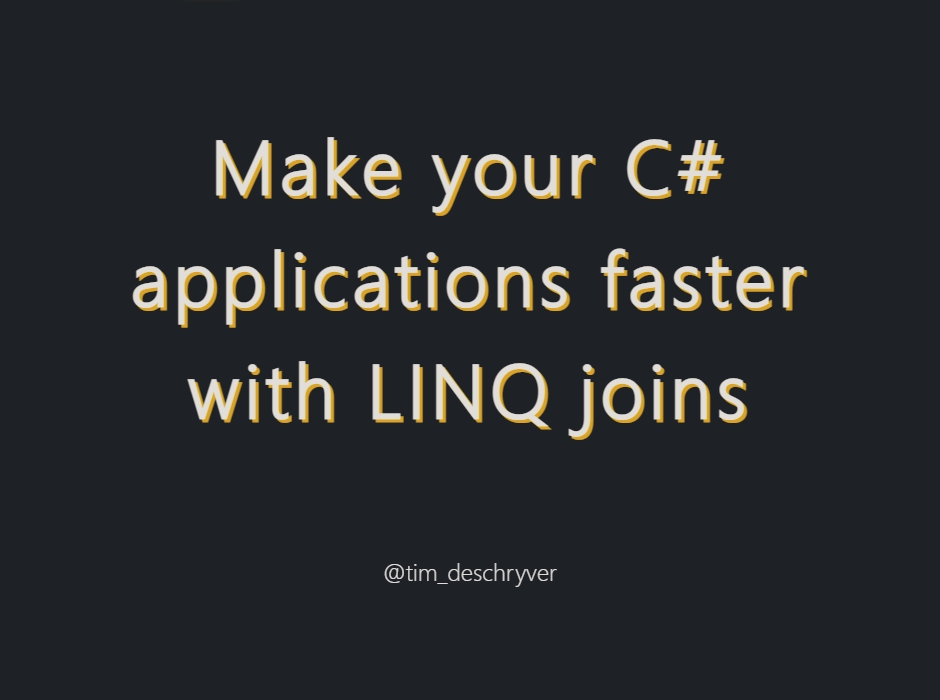 Make your C#
applications faster
with LINQ joins
@tim_deschryver